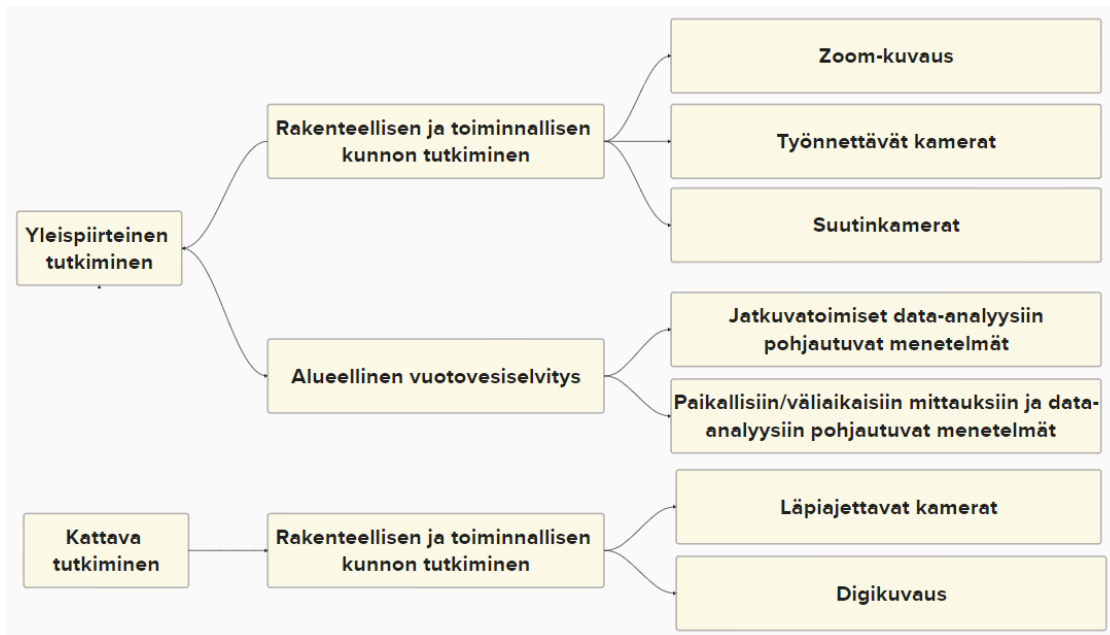 Zoom-kuvaus
Rakenteellisen ja toiminnallisen
kunnon tutkiminen
Työnnettävät kamerat
Suutinkamerat
Yleispiirteinen
tutkiminen
Jatkuvatoimiset data-analyysiin
pohjautuvat menetelmät
Alueellinen vuotovesiselvitys
Paikallisiin/väliaikaisiin mittauksiin ja data-
analyysiin pohjautuvat menetelmät
Kattava
tutkiminen
Rakenteellisen ja toiminnallisen
kunnon tutkiminen
Läpiajettavat kamerat
Digikuvaus